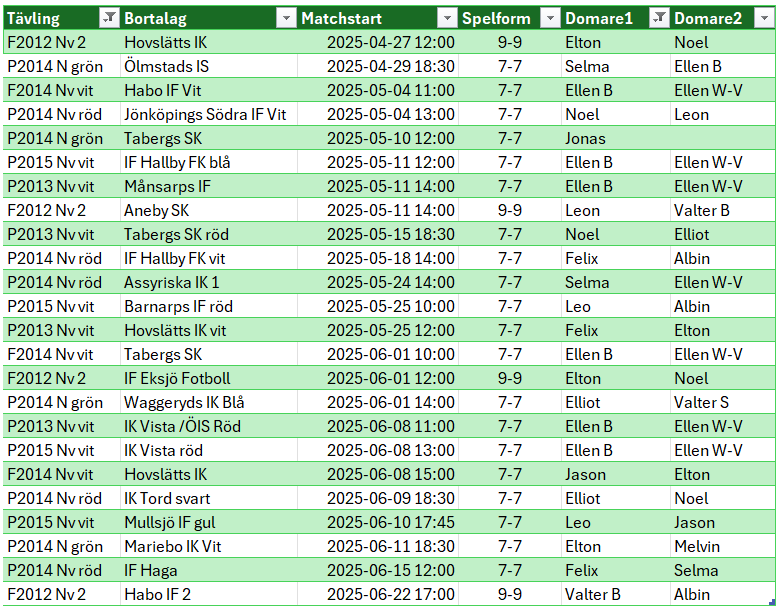 Tävling Bortalag Matchstart Spelform Domare1 Domare2
F2012 Nv 2 Hovslätts IK 2025-04-27 12:00 9-9 Elton Noel
P2014 N grön Ölmstads IS 2025-04-29 18:30 7-7 Selma Ellen B
F2014 Nv vit Habo IF Vit 2025-05-04 11:00 7-7 Ellen B Ellen W-V
P2014 Nv röd Jönköpings Södra IF Vit 2025-05-04 13:00 7-7 Noel Leon
P2014 N grön Tabergs SK 2025-05-10 12:00 7-7 Jonas
P2015 Nv vit IF Hallby FK blå 2025-05-11 12:00 7-7 Ellen B Ellen W-V
P2013 Nv vit Månsarps IF 2025-05-11 14:00 7-7 Ellen B Ellen W-V
F2012 Nv 2 Aneby SK 2025-05-11 14:00 9-9 Leon Valter B
P2013 Nv vit Tabergs SK röd 2025-05-15 18:30 7-7 Noel Elliot
P2014 Nv röd IF Hallby FK vit 2025-05-18 14:00 7-7 Felix Albin
P2014 Nv röd Assyriska IK 1 2025-05-24 14:00 7-7 Selma Ellen W-V
P2015 Nv vit Barnarps IF röd 2025-05-25 10:00 7-7 Leo Albin
P2013 Nv vit Hovslätts IK vit 2025-05-25 12:00 7-7 Felix Elton
F2014 Nv vit Tabergs SK 2025-06-01 10:00 7-7 Ellen B Ellen W-V
F2012 Nv 2 IF Eksjö Fotboll 2025-06-01 12:00 9-9 Elton Noel
P2014 N grön Waggeryds IK Blå 2025-06-01 14:00 7-7 Elliot Valter S
P2013 Nv vit IK Vista /ÖIS Röd 2025-06-08 11:00 7-7 Ellen B Ellen W-V
P2015 Nv vit IK Vista röd 2025-06-08 13:00 7-7 Ellen B Ellen W-V
F2014 Nv vit Hovslätts IK 2025-06-08 15:00 7-7 Jason Elton
P2014 Nv röd IK Tord svart 2025-06-09 18:30 7-7 Elliot Noel
P2015 Nv vit Mullsjö IF gul 2025-06-10 17:45 7-7 Leo Jason
P2014 N grön Mariebo IK Vit 2025-06-11 18:30 7-7 Elton Melvin
P2014 Nv röd IF Haga 2025-06-15 12:00 7-7 Felix Selma
F2012 Nv 2 Habo IF 2 2025-06-22 17:00 9-9 Valter B Albin